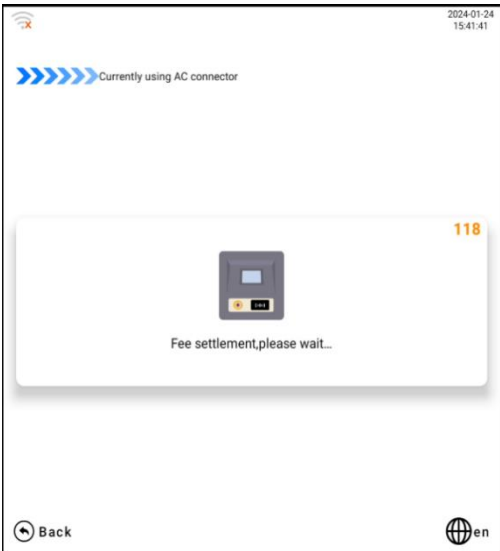 2024-01-24
15:41:41
Currently using AC connector
118
Fee settlement,please wait...
Back
en